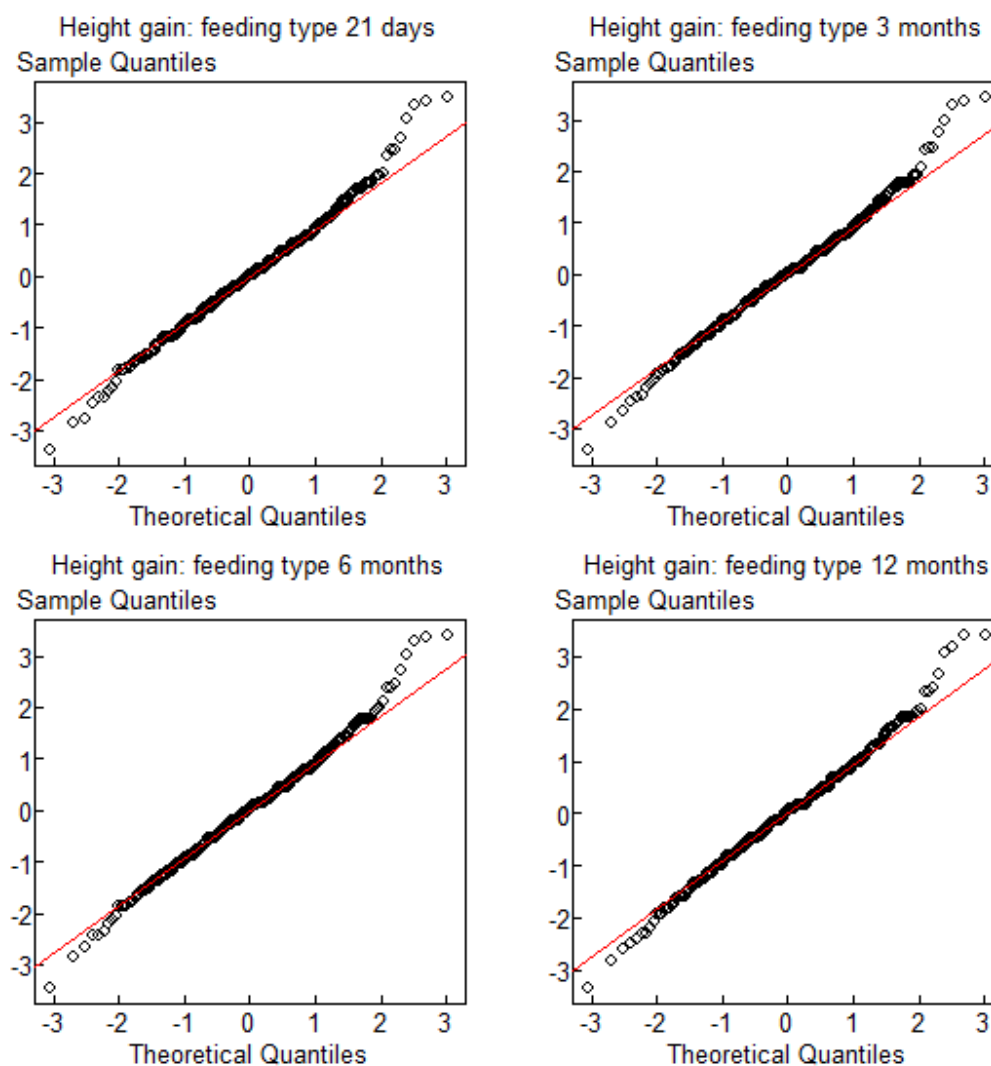 Height gain: feeding type 21 days
Sample Quantiles
3
2
1
0
-1
-2
-3
-3 -2 -1 0 1 2 3
Theoretical Quantiles
Height gain: feeding type 3 months
Sample Quantiles
3
2
1
0
-1
-2
-3
-3 -2 -1 0 1 2 3
Theoretical Quantiles
Height gain: feeding type 6 months
Sample Quantiles
3
2
1
0
-1
-2
-3
-3 -2 -1 0 1 2 3
Theoretical Quantiles
Height gain: feeding type 12 months
Sample Quantiles
3
2
1
0
-1
-2
-3
-3 -2 -1 0 1 2 3
Theoretical Quantiles